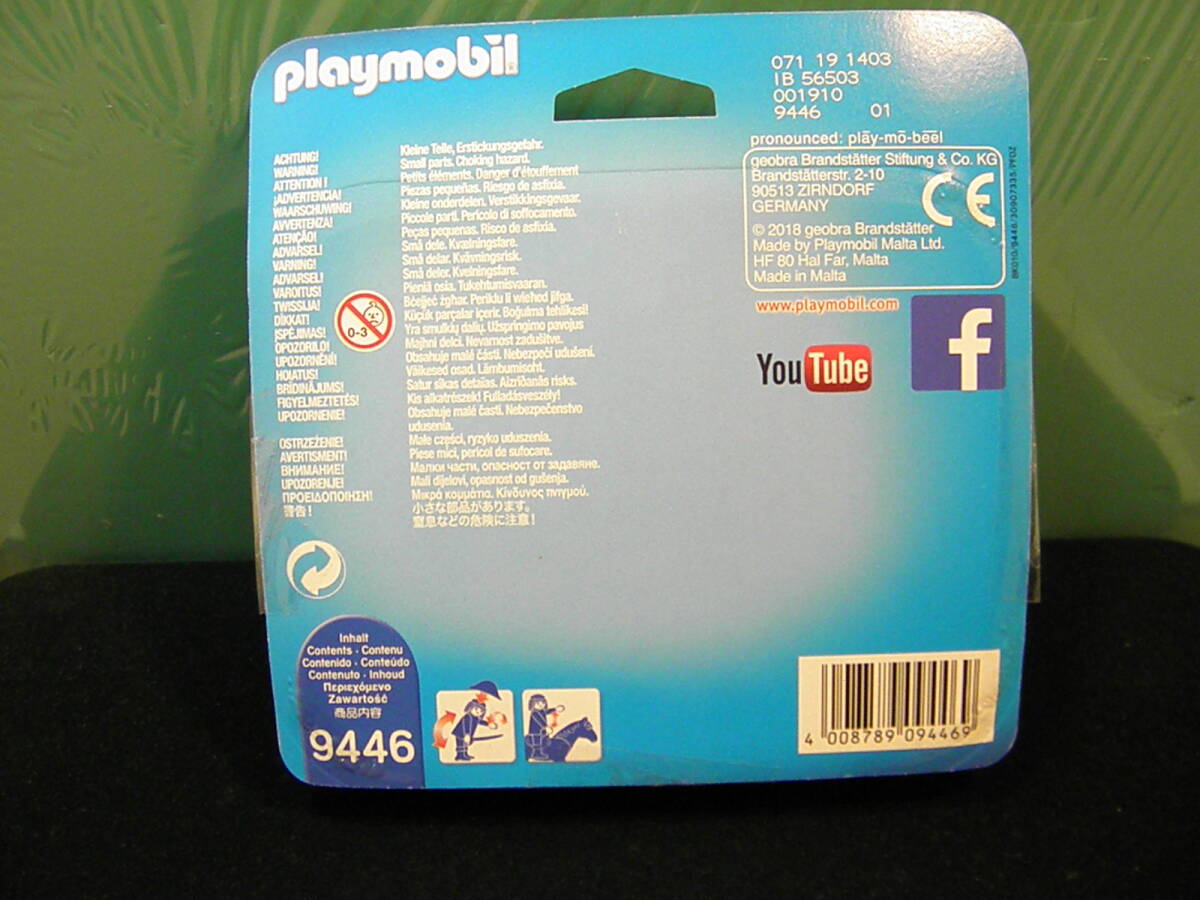 playmobil
071 19 1403
IB 56503
001910
9446 01
pronounced: plāy-mō-bēēl
geobra Brandstätter Stiftung & Co. KG
Brandstätterstr. 2-10
90513 ZIRNDORF
GERMANY
CE
© 2018 geobra Brandstätter
Made by Playmobil Malta Ltd.
HF 80 Hal Far, Malta
Made in Malta
www.playmobil.com
YouTube
f
ACHTUNG!
WARNING!
ATTENTION !
¡ADVERTENCIA!
WAARSCHUWING!
AVVERTENZA!
ATENÇÃO!
ADVARSEL!
VARNING!
ADVARSEL!
VAROITUS!
TWISSIJA!
DİKKAT!
ĮSPĖJIMAS!
OPOZORILO!
UPOZORNĚNÍ!
HOIATUS!
BRĪDINĀJUMS!
FIGYELMEZTETÉS!
UPOZORNENIE!
OSTRZEŻENIE!
AVERTISMENT!
ВНИМАНИЕ!
UPOZORENJE!
ΠΡΟΕΙΔΟΠΟΙΗΣΗ!
警告!
Kleine Teile, Erstickungsgefahr.
Small parts. Choking hazard.
Petits éléments. Danger d'étouffement
Piezas pequeñas. Riesgo de asfixia.
Kleine onderdelen. Verstikkingsgevaar.
Piccole parti. Pericolo di soffocamento.
Peças pequenas. Risco de asfixia.
Små dele. Kvælningsfare.
Små delar. Kvävningsrisk.
Små deler. Kvelningsfare.
Pieniä osia. Tukehtumisvaaran.
Bċejjeċ żgħar. Periklu li wieħed jifga.
Küçük parçalar içerir. Boğulma tehlikesi!
Yra smulkių dalių. Užspringimo pavojus
Majhni delci. Nevarnost zadušitve.
Obsahuje malé části. Nebezpečí udušení.
Väikesed osad. Lämbumisoht.
Satur sīkas detaļas. Aizrīšanās risks.
Kis alkatrészek! Fulladásveszély!
Obsahuje malé časti. Nebezpečenstvo
udusenia.
Małe części, ryzyko uduszenia.
Piese mici, pericol de sufocare.
Малки части, опасност от задавяне.
Mali dijelovi, opasnost od gušenja.
Μικρά κομμάτια. Κίνδυνος πνιγμού.
小さな部品があります。
窒息などの危険に注意!
0-3
Inhalt
Contents · Contenu
Contenido · Conteúdo
Contenuto · Inhoud
Περιεχόμενο
Zawartość
商品内容
9446
4 008789 094469